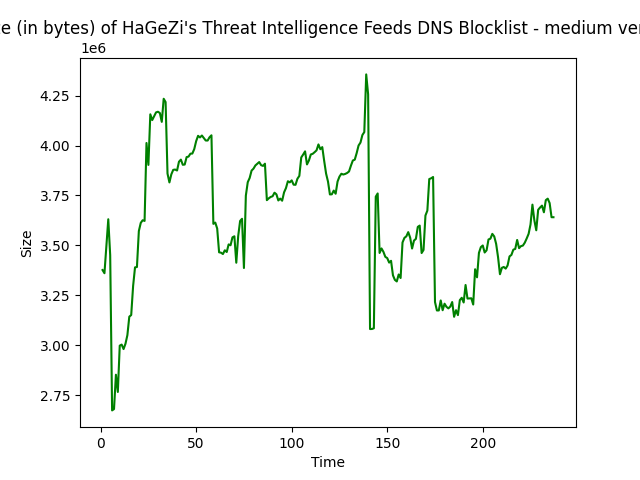 (in bytes) of HaGeZi's Threat Intelligence Feeds DNS Blocklist - medium
1e6
4.25
4.00
3.75
3.50
3.25
3.00
2.75
Size
0 50 100 150 200
Time